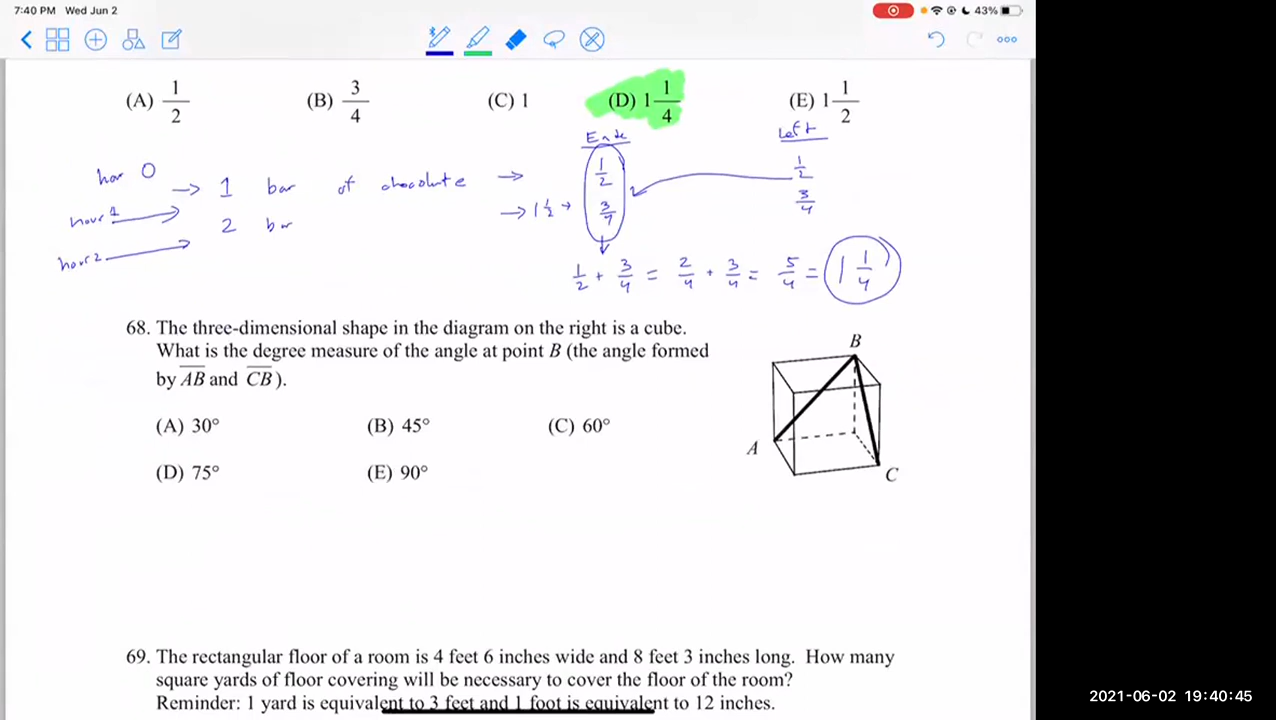 7:40 PM Wed Jun 2
43%
(A) 1/2 (B) 3/4 (C) 1 (D) 1 1/4 (E) 1 1/2
Left
hour 1
hour 2
1 bar of chocolate → 1/2 1/2
2 → 1 1/2 → 3/4
1/2 + 3/4 = 2/4 + 3/4 = 5/4 = 1 1/4
68. The three-dimensional shape in the diagram on the right is a cube.
What is the degree measure of the angle at point B (the angle formed
by A̅B̅ and C̅B̅ ).
(A) 30° (B) 45° (C) 60°
(D) 75° (E) 90°
B
A
C
69. The rectangular floor of a room is 4 feet 6 inches wide and 8 feet 3 inches long. How many
square yards of floor covering will be necessary to cover the floor of the room?
Reminder: 1 yard is equivalent to 3 feet and 1 foot is equivalent to 12 inches.
2021-06-02 19:40:45